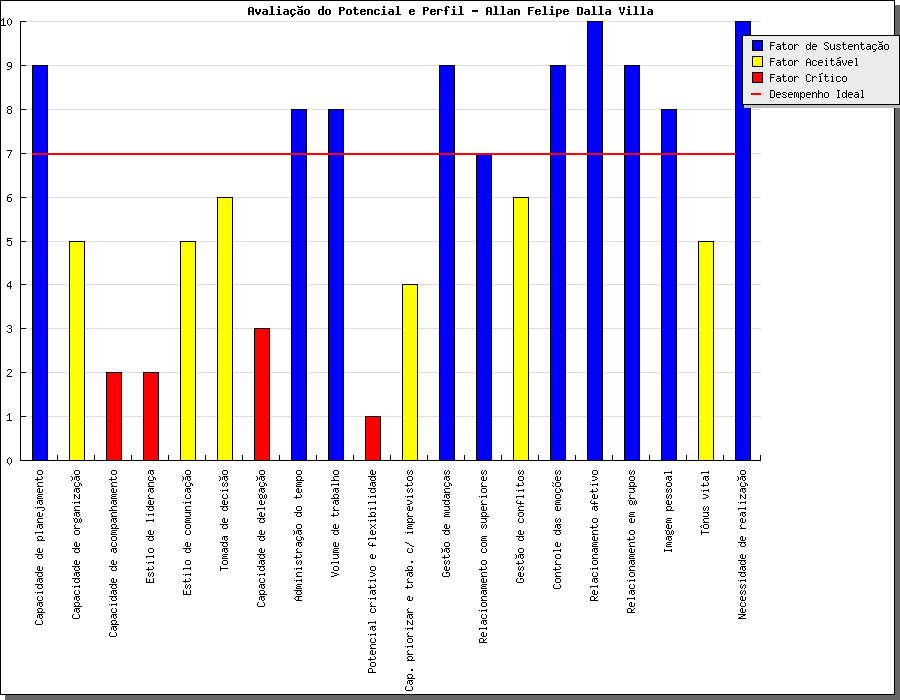 Avaliação do Potencial e Perfil - Allan Felipe Dalla Villa
10
9
8
7
6
5
4
3
2
1
0
Fator de Sustentação
Fator Aceitável
Fator Crítico
Desempenho Ideal
Capacidade de planejamento
Capacidade de organização
Capacidade de acompanhamento
Estilo de liderança
Estilo de comunicação
Tomada de decisão
Capacidade de delegação
Administração do tempo
Volume de trabalho
Potencial criativo e flexibilidade
Cap. priorizar e trab. c/ imprevistos
Gestão de mudanças
Relacionamento com superiores
Gestão de conflitos
Controle das emoções
Relacionamento afetivo
Relacionamento em grupos
Imagem pessoal
Tônus vital
Necessidade de realização